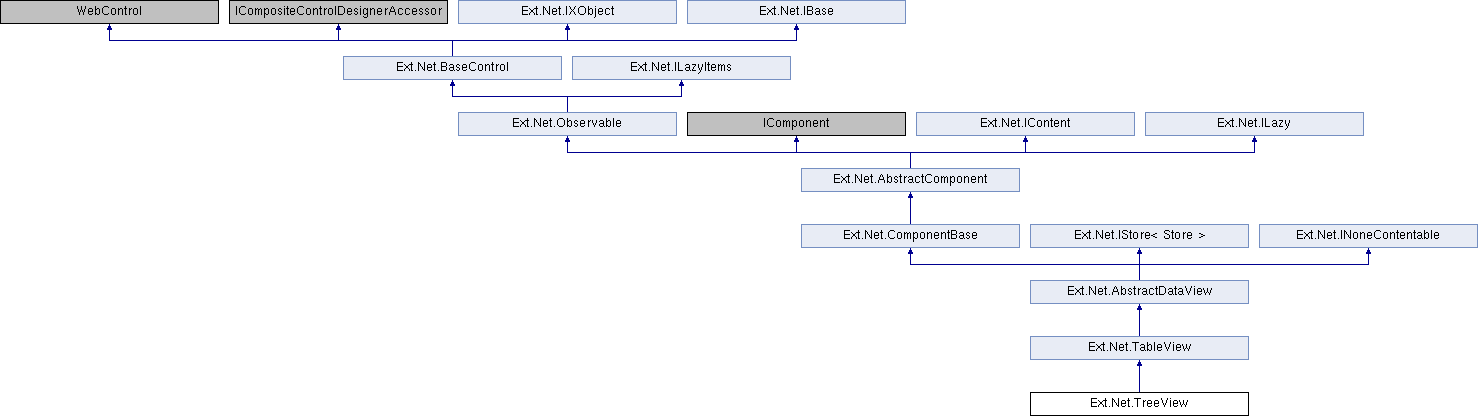 WebControl
ICompositeControlDesignerAccessor
Ext.Net.IXObject
Ext.Net.IBase
Ext.Net.BaseControl
Ext.Net.ILazyItems
Ext.Net.Observable
IComponent
Ext.Net.IContent
Ext.Net.ILazy
Ext.Net.AbstractComponent
Ext.Net.ComponentBase
Ext.Net.IStore< Store >
Ext.Net.INoneContentable
Ext.Net.AbstractDataView
Ext.Net.TableView
Ext.Net.TreeView